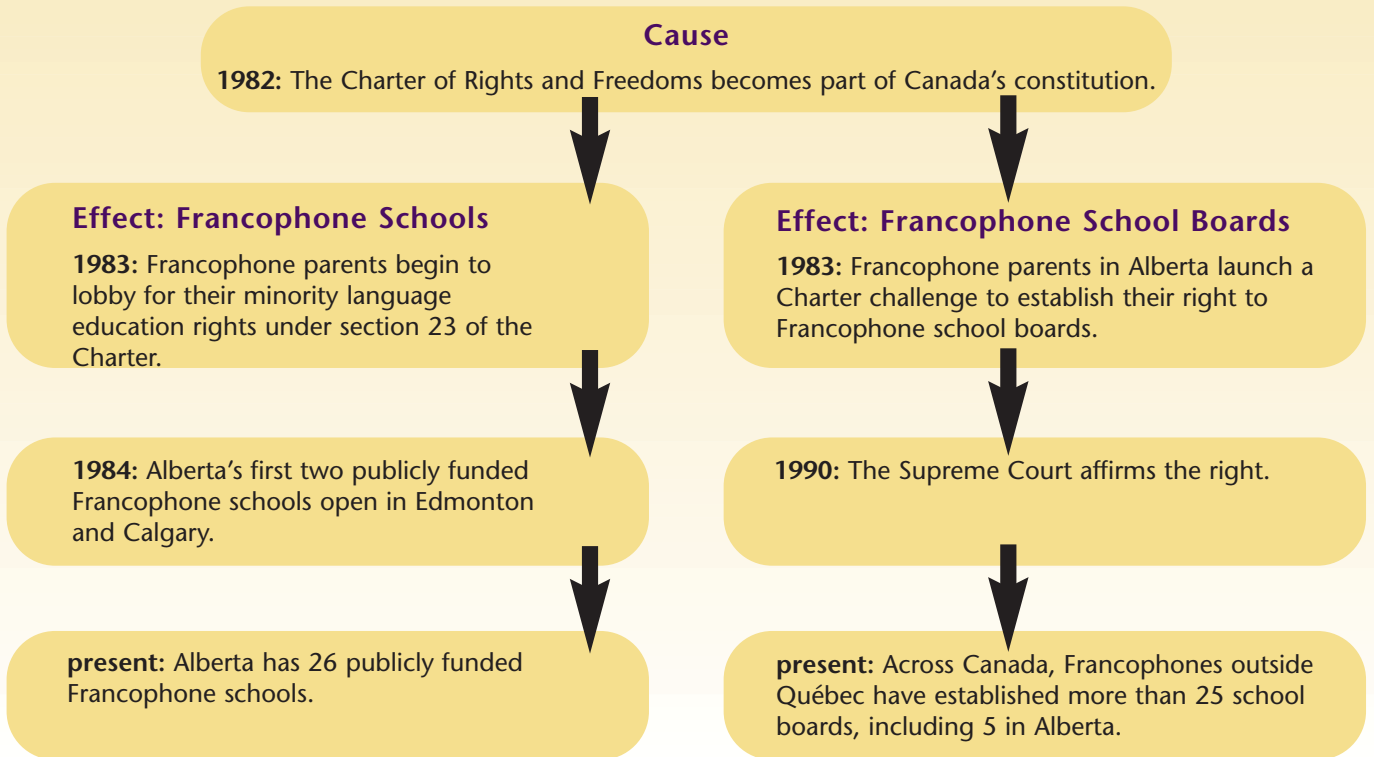 Cause
1982: The Charter of Rights and Freedoms becomes part of Canada's constitution.
Effect: Francophone Schools
1983: Francophone parents begin to
lobby for their minority language
education rights under section 23 of the
Charter.
1984: Alberta's first two publicly funded
Francophone schools open in Edmonton
and Calgary.
present: Alberta has 26 publicly funded
Francophone schools.
Effect: Francophone School Boards
1983: Francophone parents in Alberta launch a
Charter challenge to establish their right to
Francophone school boards.
1990: The Supreme Court affirms the right.
present: Across Canada, Francophones outside
Québec have established more than 25 school
boards, including 5 in Alberta.